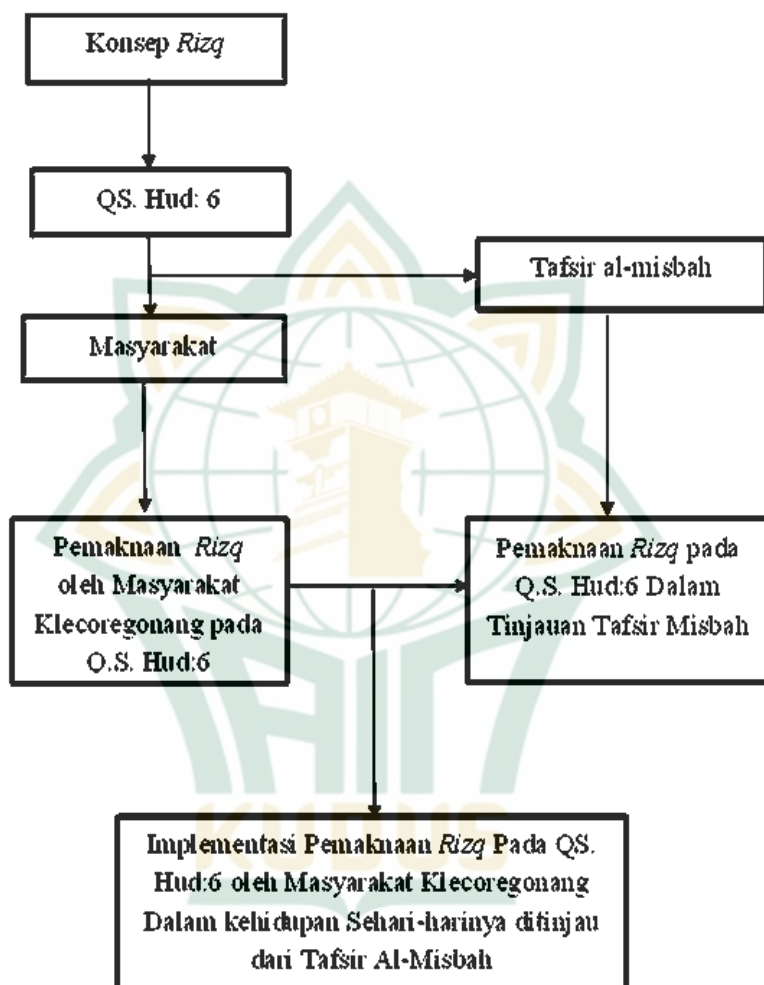 Konsep Rizq
QS. Hud: 6
Tafsir al-misbah
Masyarakat
Pemaknaan Rizq
oleh Masyarakat
Klecoregonang pada
Q.S. Hud:6
Pemaknaan Rizq pada
Q.S. Hud:6 Dalam
Tinjauan Tafsir Misbah
IAIN
KUDUS
Implementasi Pemaknaan Rizq Pada QS.
Hud:6 oleh Masyarakat Klecoregonang
Dalam kehidupan Sehari-harinya ditinjau
dari Tafsir Al-Misbah